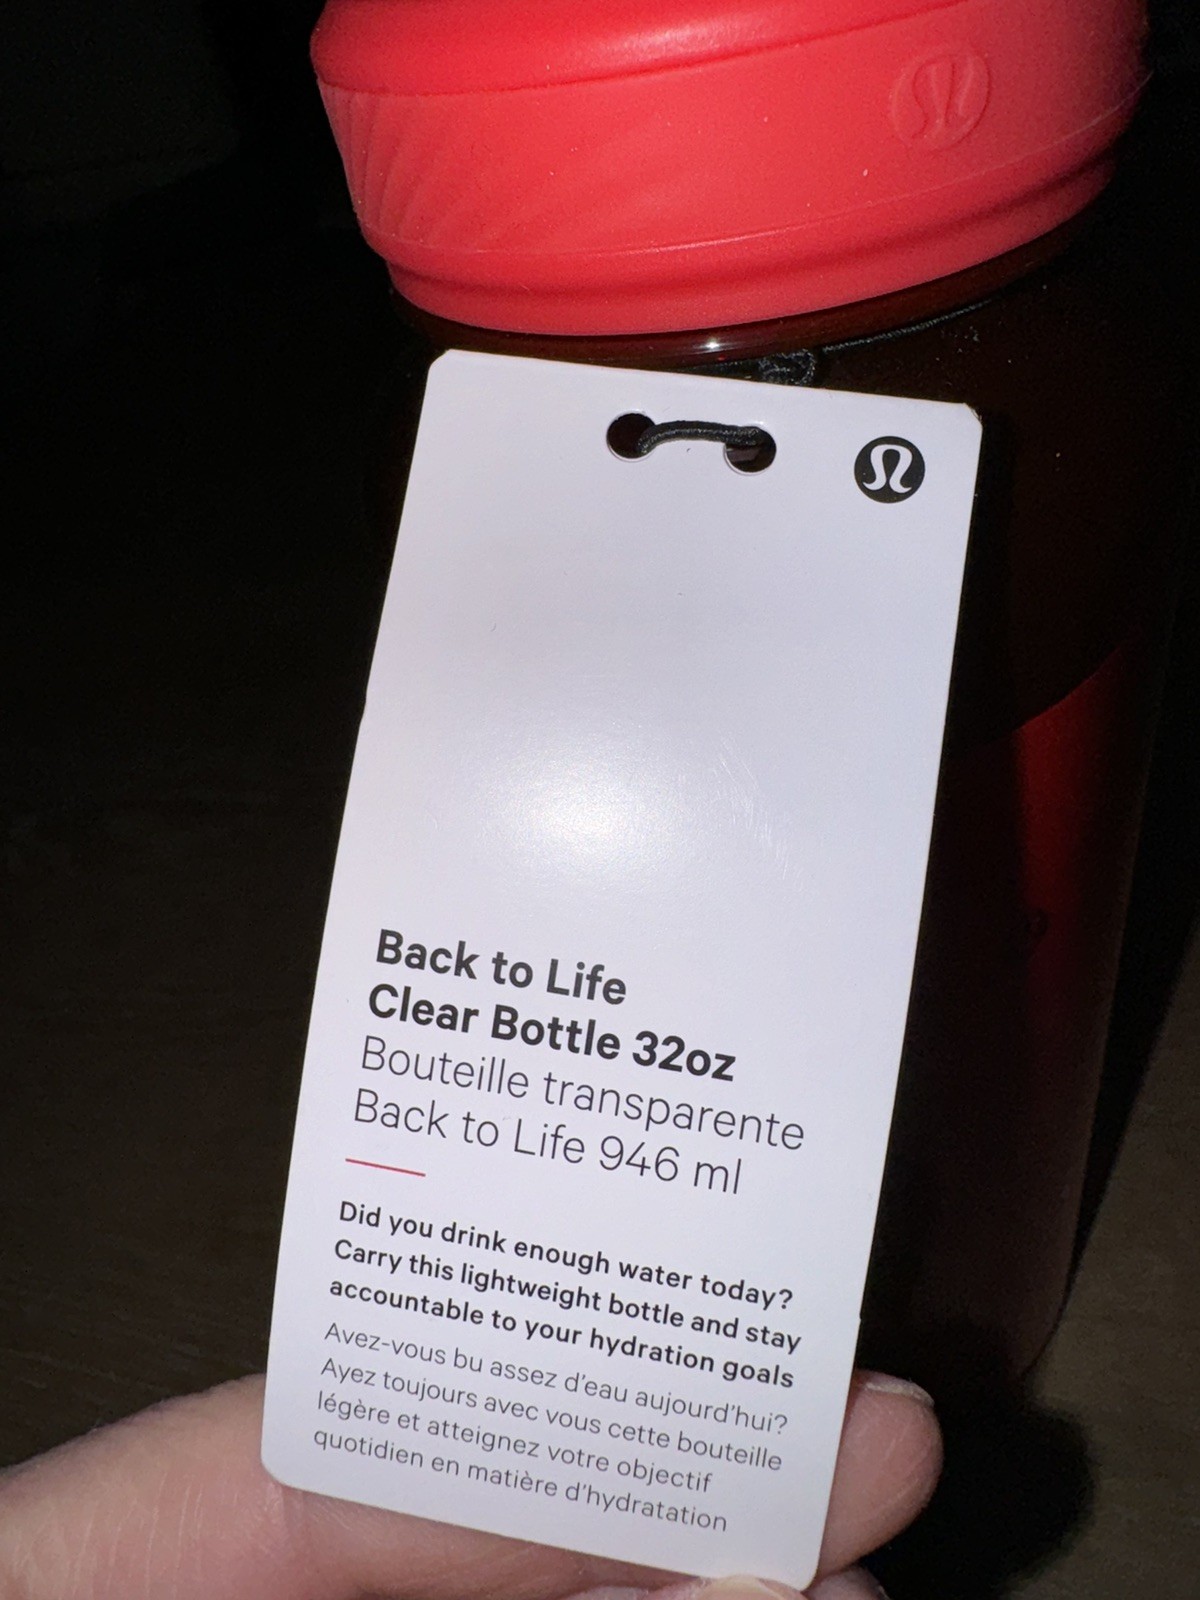 Back to Life
Clear Bottle 32oz
Bouteille transparente
Back to Life 946 ml
Did you drink enough water today?
Carry this lightweight bottle and stay
accountable to your hydration goals
Avez-vous bu assez d'eau aujourd'hui?
Ayez toujours avec vous cette bouteille
légère et atteignez votre objectif
quotidien en matière d'hydratation